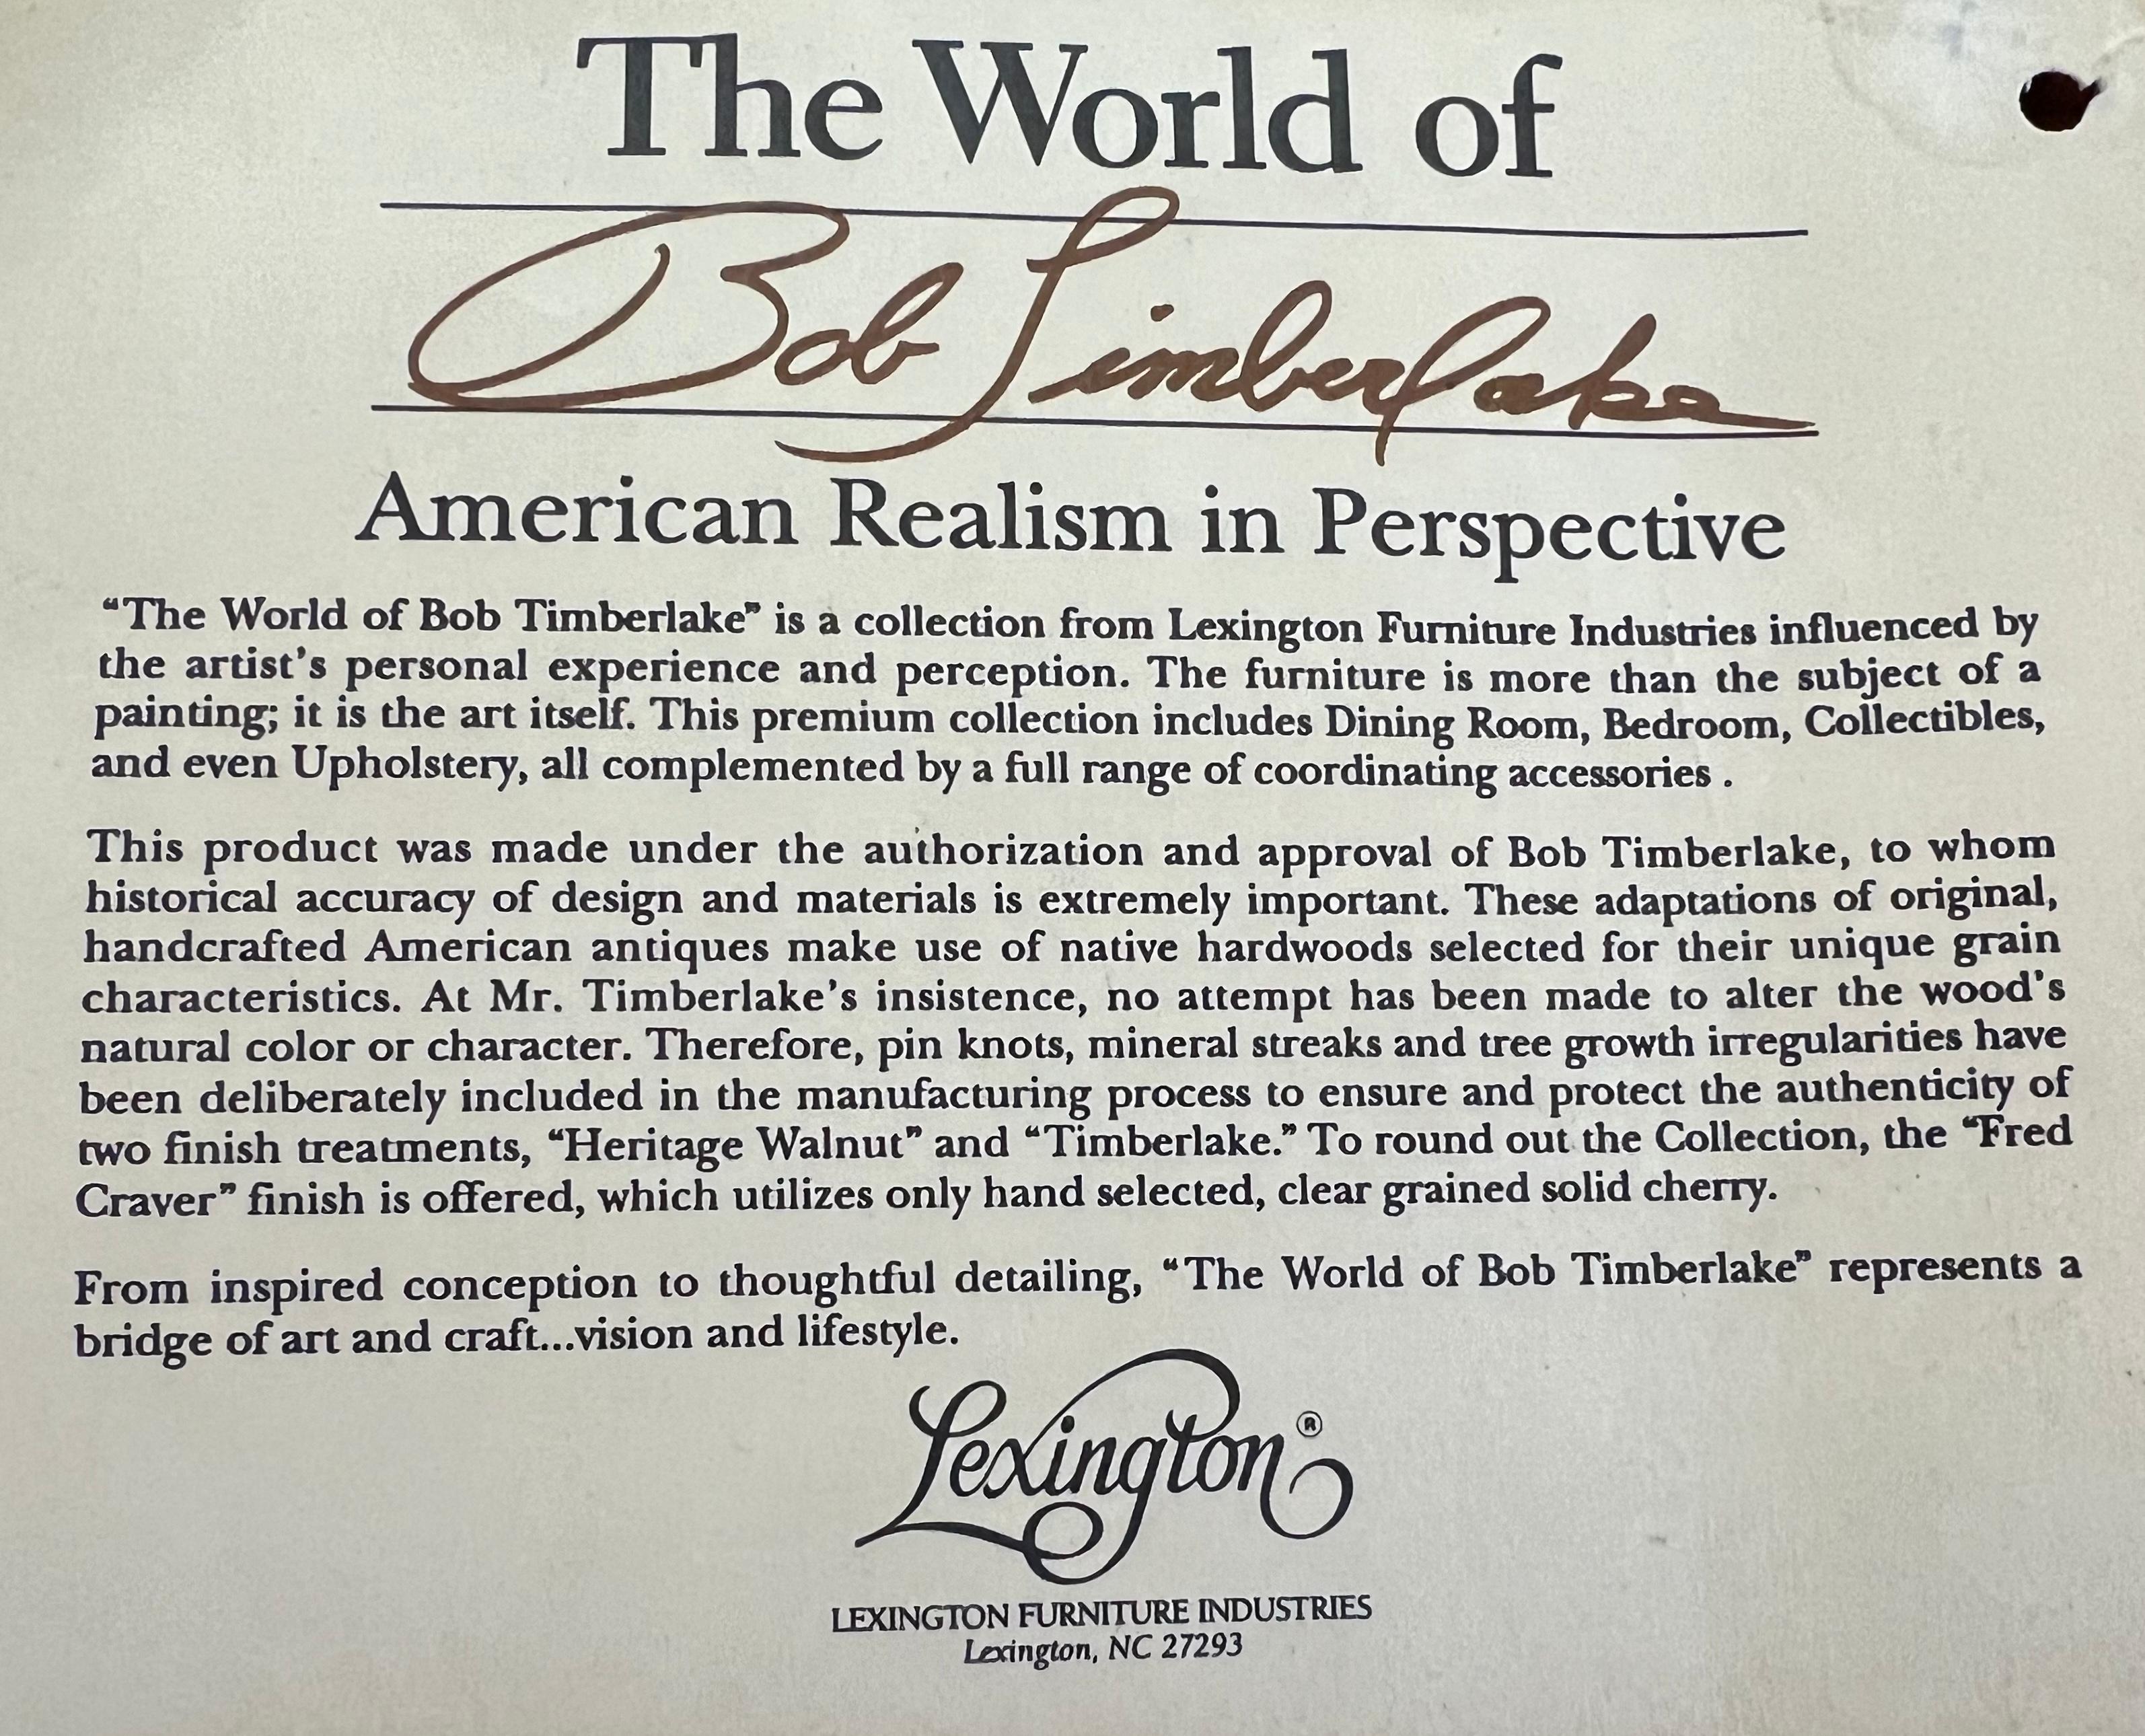 The World of
Bob Timberlake
American Realism in Perspective
“The World of Bob Timberlake” is a collection from Lexington Furniture Industries influenced by
the artist's personal experience and perception. The furniture is more than the subject of a
painting; it is the art itself. This premium collection includes Dining Room, Bedroom, Collectibles,
and even Upholstery, all complemented by a full range of coordinating accessories .
This product was made under the authorization and approval of Bob Timberlake, to whom
historical accuracy of design and materials is extremely important. These adaptations of original,
handcrafted American antiques make use of native hardwoods selected for their unique grain
characteristics. At Mr. Timberlake's insistence, no attempt has been made to alter the wood's
natural color or character. Therefore, pin knots, mineral streaks and tree growth irregularities have
been deliberately included in the manufacturing process to ensure and protect the authenticity of
two finish treatments, “Heritage Walnut” and “Timberlake.” To round out the Collection, the “Fred
Craver” finish is offered, which utilizes only hand selected, clear grained solid cherry.
From inspired conception to thoughtful detailing, “The World of Bob Timberlake” represents a
bridge of art and craft...vision and lifestyle.
Lexington®
LEXINGTON FURNITURE INDUSTRIES
Lexington, NC 27293